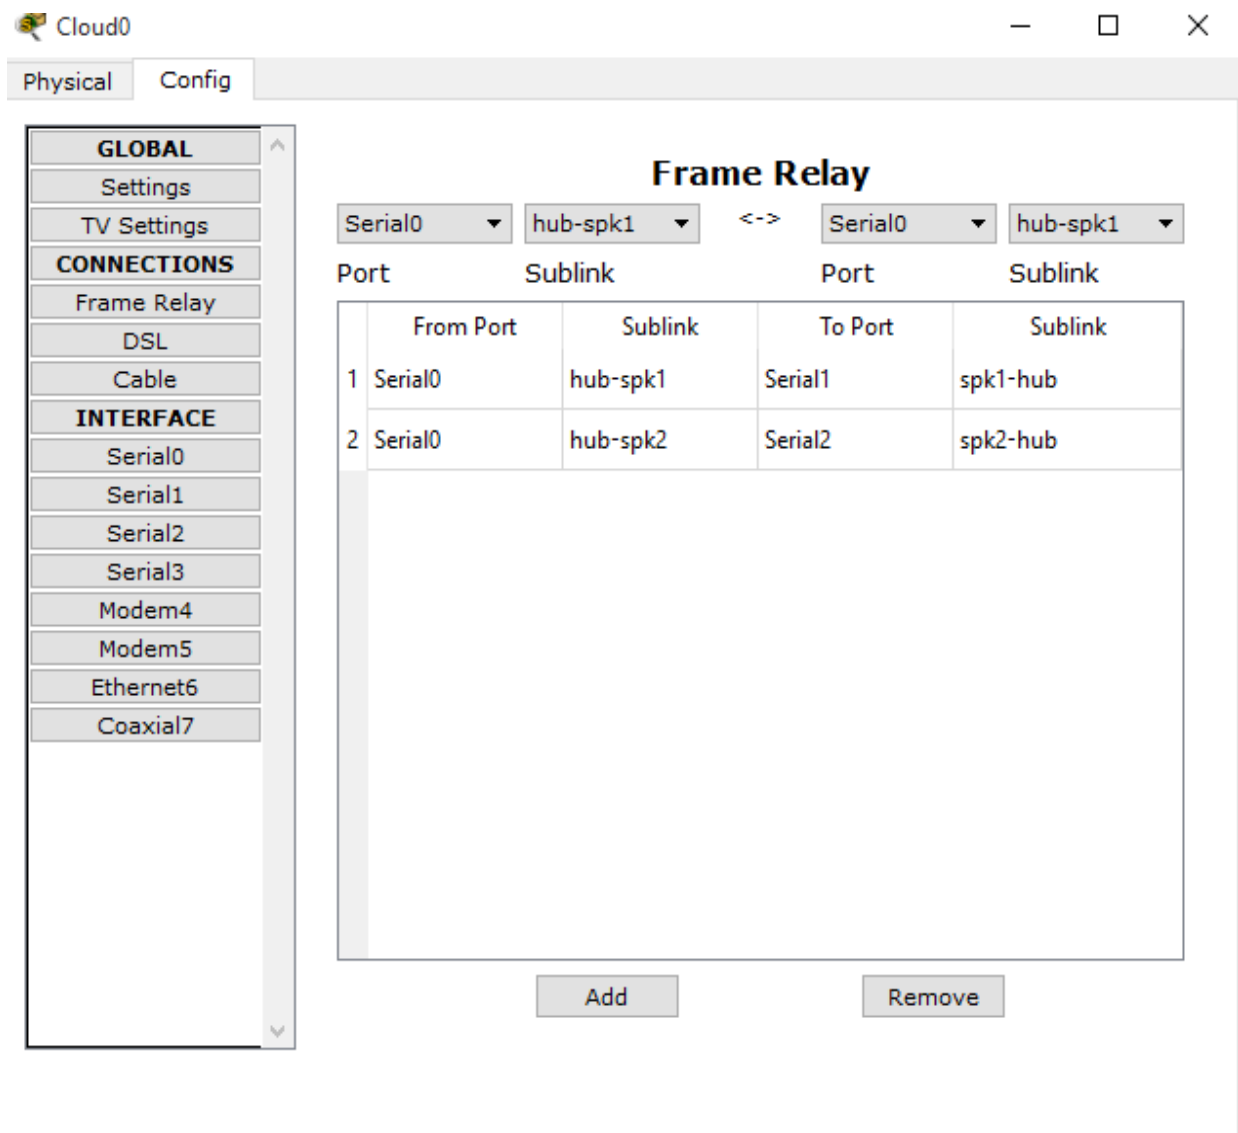 Cloud0
Physical Config
GLOBAL
Settings
TV Settings
CONNECTIONS
Frame Relay
DSL
Cable
INTERFACE
Serial0
Serial1
Serial2
Serial3
Modem4
Modem5
Ethernet6
Coaxial7
Frame Relay
Serial0 hub-spk1 <-> Serial0 hub-spk1
Port Sublink Port Sublink
From Port Sublink To Port Sublink
1 Serial0 hub-spk1 Serial1 spk1-hub
2 Serial0 hub-spk2 Serial2 spk2-hub
Add Remove